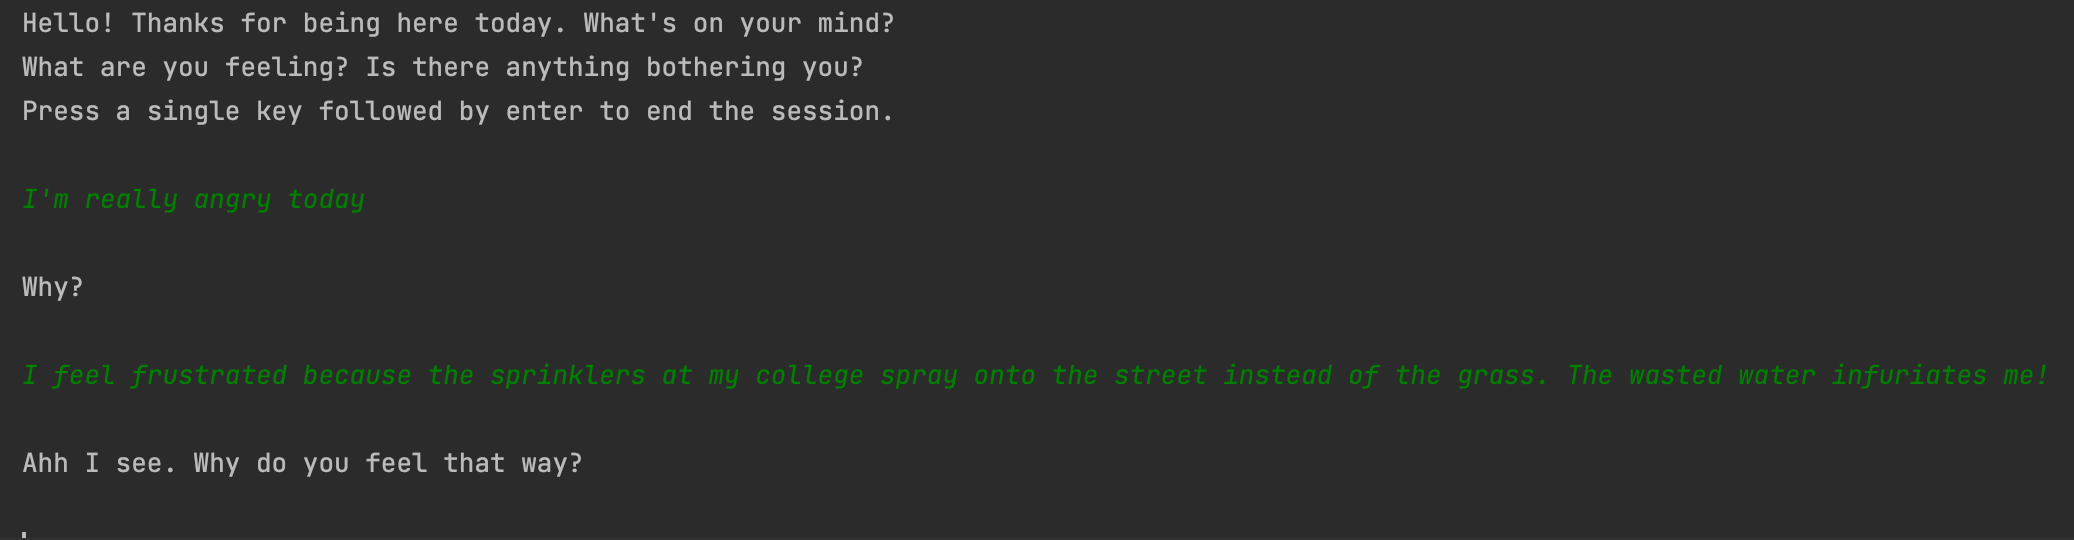 Hello! Thanks for being here today. What's on your mind?
What are you feeling? Is there anything bothering you?
Press a single key followed by enter to end the session.
I'm really angry today
Why?
I feel frustrated because the sprinklers at my college spray onto the street instead of the grass. The wasted water infuriates me!
Ahh I see. Why do you feel that way?